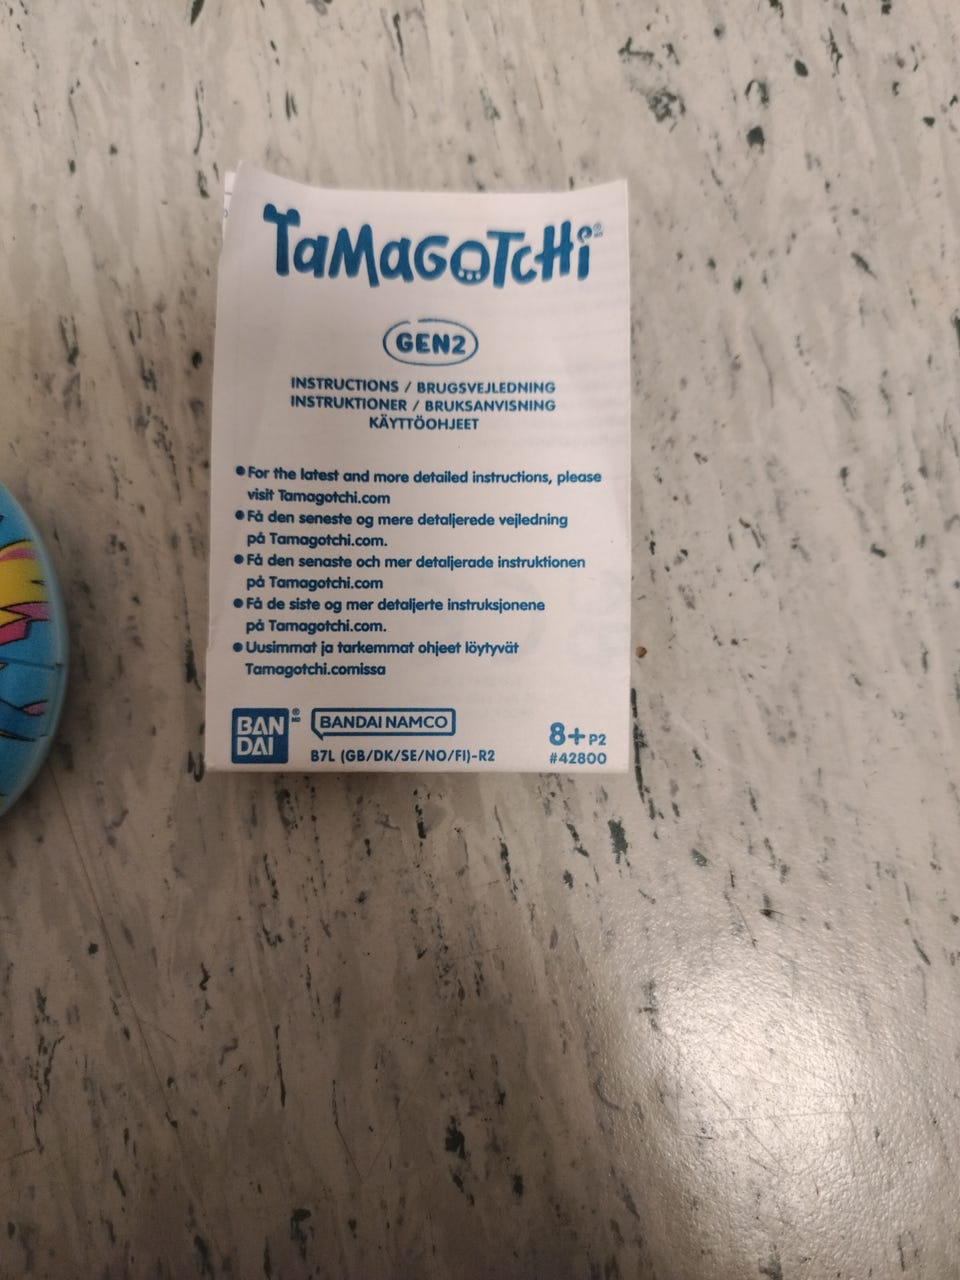 TaMaGoTcHi®
GEN2
INSTRUCTIONS / BRUGSVEJLEDNING
INSTRUKTIONER / BRUKSANVISNING
KÄYTTÖOHJEET
● For the latest and more detailed instructions, please
visit Tamagotchi.com
● Få den seneste og mere detaljerede vejledning
på Tamagotchi.com.
● Få den senaste och mer detaljerade instruktionen
på Tamagotchi.com
● Få de siste og mer detaljerte instruksjonene
på Tamagotchi.com.
● Uusimmat ja tarkemmat ohjeet löytyvät
Tamagotchi.comissa
BAN
DAI
® MD
BANDAI NAMCO
B7L (GB/DK/SE/NO/FI)-R2
8+ P2
#42800